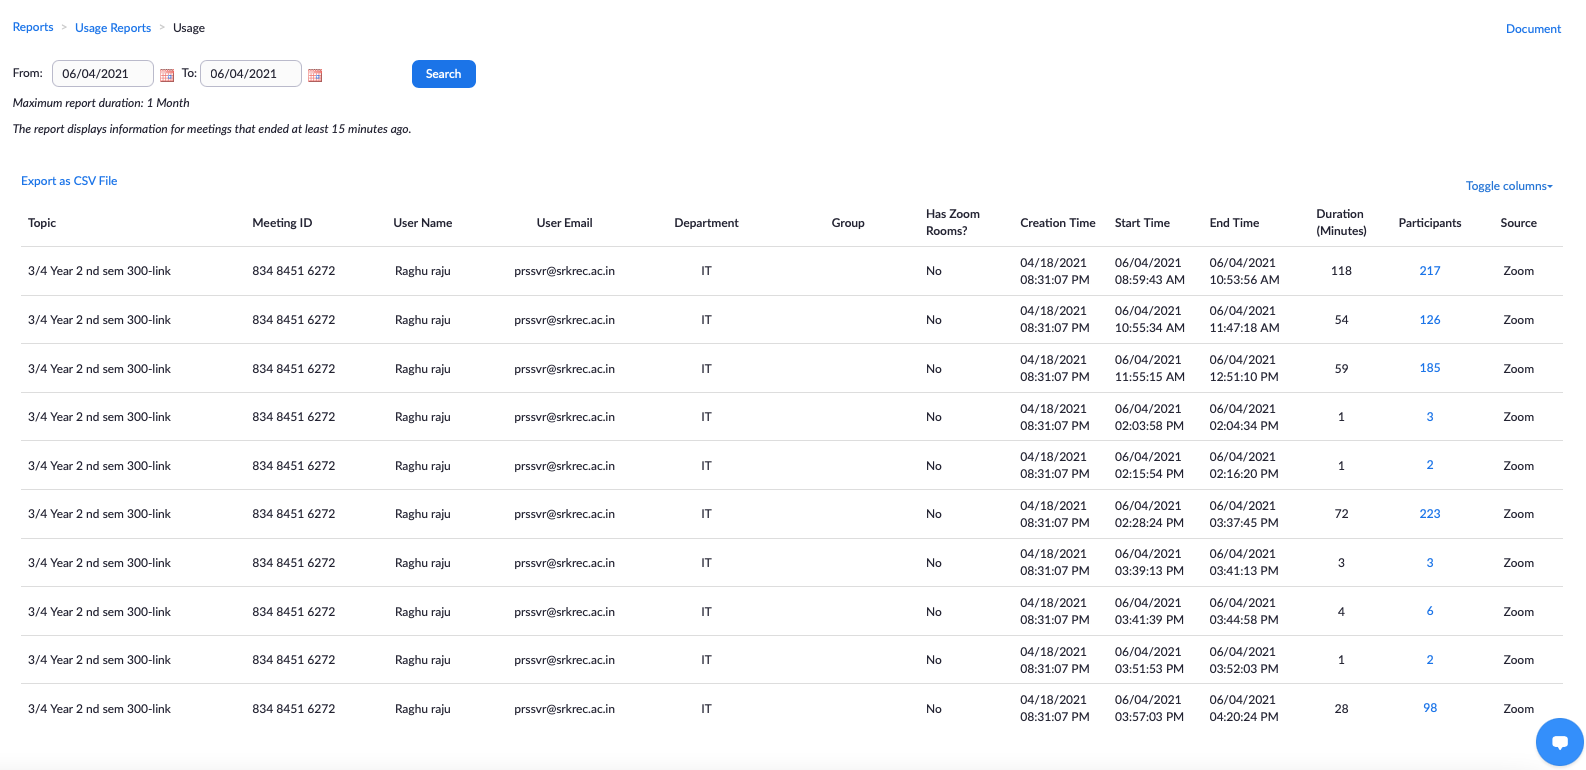 Reports > Usage Reports > Usage
Document
From: 06/04/2021 To: 06/04/2021 Search
Maximum report duration: 1 Month
The report displays information for meetings that ended at least 15 minutes ago.
Export as CSV File
Toggle columns
Topic Meeting ID User Name User Email Department Group Has Zoom Rooms? Creation Time Start Time End Time Duration (Minutes) Participants Source
3/4 Year 2 nd sem 300-link 834 8451 6272 Raghu raju prssvr@srkrec.ac.in IT No 04/18/2021 08:31:07 PM 06/04/2021 08:59:43 AM 06/04/2021 10:53:56 AM 118 217 Zoom
3/4 Year 2 nd sem 300-link 834 8451 6272 Raghu raju prssvr@srkrec.ac.in IT No 04/18/2021 08:31:07 PM 06/04/2021 10:55:34 AM 06/04/2021 11:47:18 AM 54 126 Zoom
3/4 Year 2 nd sem 300-link 834 8451 6272 Raghu raju prssvr@srkrec.ac.in IT No 04/18/2021 08:31:07 PM 06/04/2021 11:55:15 AM 06/04/2021 12:51:10 PM 59 185 Zoom
3/4 Year 2 nd sem 300-link 834 8451 6272 Raghu raju prssvr@srkrec.ac.in IT No 04/18/2021 08:31:07 PM 06/04/2021 02:03:58 PM 06/04/2021 02:04:34 PM 1 3 Zoom
3/4 Year 2 nd sem 300-link 834 8451 6272 Raghu raju prssvr@srkrec.ac.in IT No 04/18/2021 08:31:07 PM 06/04/2021 02:15:54 PM 06/04/2021 02:16:20 PM 1 2 Zoom
3/4 Year 2 nd sem 300-link 834 8451 6272 Raghu raju prssvr@srkrec.ac.in IT No 04/18/2021 08:31:07 PM 06/04/2021 02:28:24 PM 06/04/2021 03:37:45 PM 72 223 Zoom
3/4 Year 2 nd sem 300-link 834 8451 6272 Raghu raju prssvr@srkrec.ac.in IT No 04/18/2021 08:31:07 PM 06/04/2021 03:39:13 PM 06/04/2021 03:41:13 PM 3 3 Zoom
3/4 Year 2 nd sem 300-link 834 8451 6272 Raghu raju prssvr@srkrec.ac.in IT No 04/18/2021 08:31:07 PM 06/04/2021 03:41:39 PM 06/04/2021 03:44:58 PM 4 6 Zoom
3/4 Year 2 nd sem 300-link 834 8451 6272 Raghu raju prssvr@srkrec.ac.in IT No 04/18/2021 08:31:07 PM 06/04/2021 03:51:53 PM 06/04/2021 03:52:03 PM 1 2 Zoom
3/4 Year 2 nd sem 300-link 834 8451 6272 Raghu raju prssvr@srkrec.ac.in IT No 04/18/2021 08:31:07 PM 06/04/2021 03:57:03 PM 06/04/2021 04:20:24 PM 28 98 Zoom